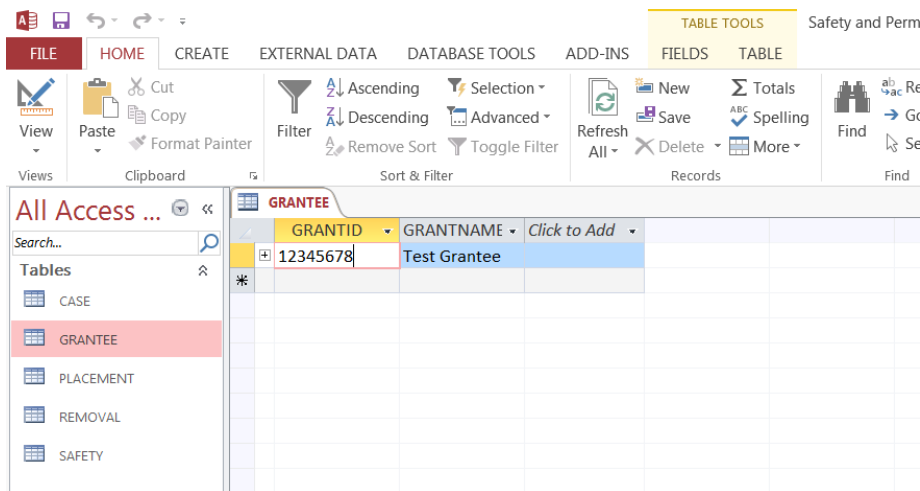 TABLE TOOLS Safety and Perm
FILE HOME CREATE EXTERNAL DATA DATABASE TOOLS ADD-INS FIELDS TABLE
View
Paste
Cut
Copy
Format Painter
Filter
Ascending
Descending
Remove Sort
Selection
Advanced
Toggle Filter
Refresh
All
New
Save
Delete
Totals
Spelling
More
Find
Re
Go
Se
Views Clipboard Sort & Filter Records Find
All Access ...
Search...
Tables
CASE
GRANTEE
PLACEMENT
REMOVAL
SAFETY
GRANTEE
GRANTID GRANTNAME Click to Add
12345678 Test Grantee